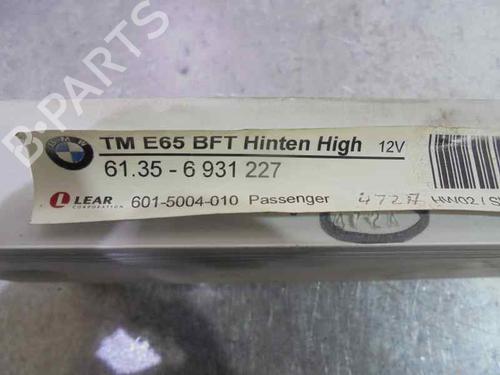 BMW
TM E65 BFT Hinten High 12V
61.35 - 6 931 227
L LEAR CORPORATION 601-5004-010 Passenger
B-PARTS